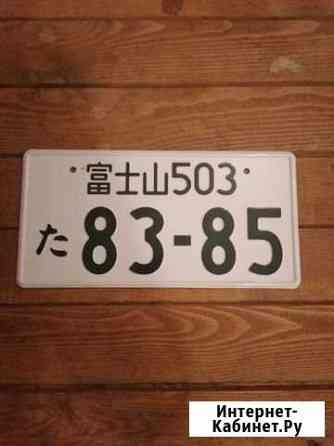 富士山503
た 83-85
Интернет-
Кабинет.Ру